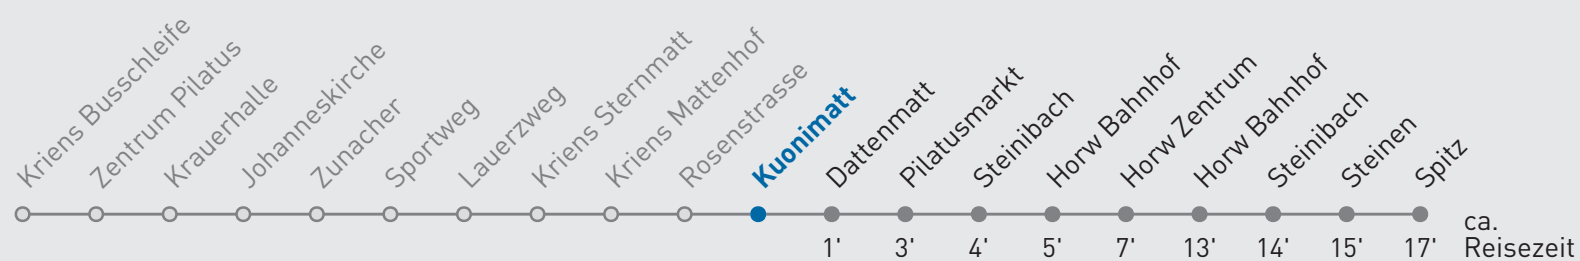 Kriens Busschleife
Zentrum Pilatus
Krauerhalle
Johanneskirche
Zunacher
Sportweg
Lauerzweg
Kriens Sternmatt
Kriens Mattenhof
Rosenstrasse
Kuonimatt
Dattenmatt
Pilatusmarkt
Steinibach
Horw Bahnhof
Horw Zentrum
Horw Bahnhof
Steinibach
Steinen
Spitz
1' 3' 4' 5' 7' 13' 14' 15' 17'
ca.
Reisezeit